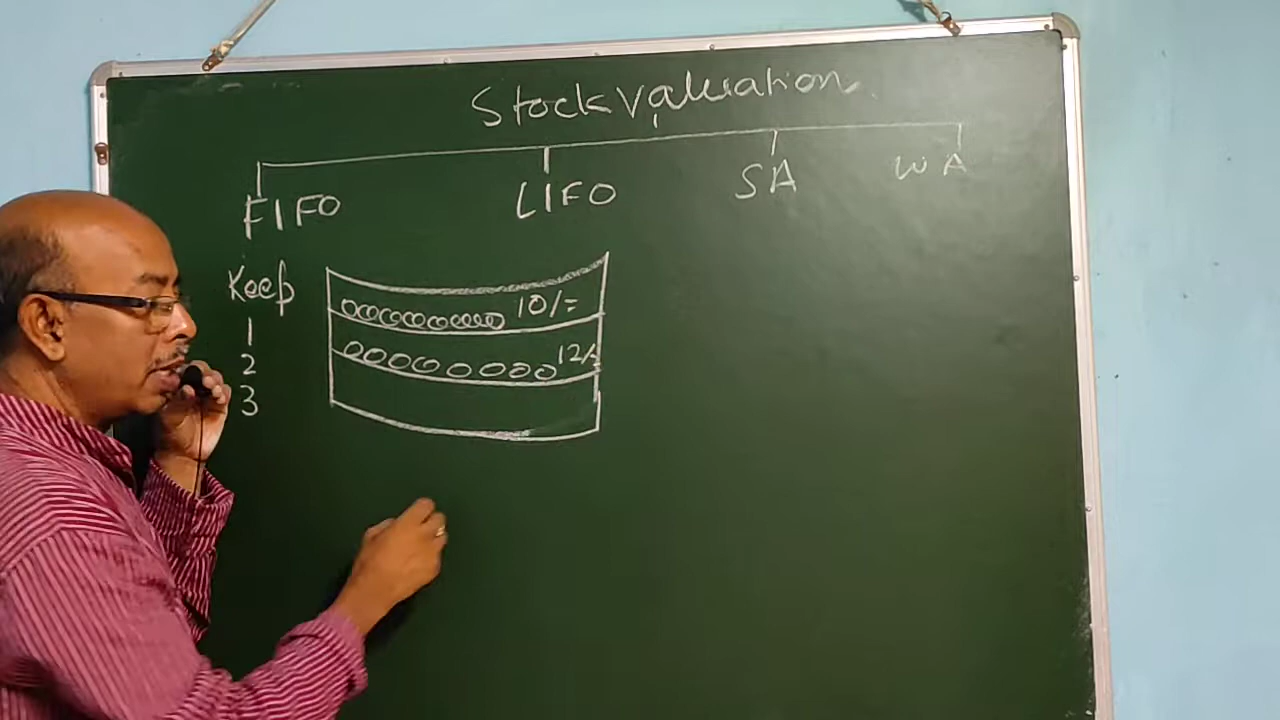 Stock Valuation
FIFO LIFO SA WA
Keep
1 10/=
2 12/=
3